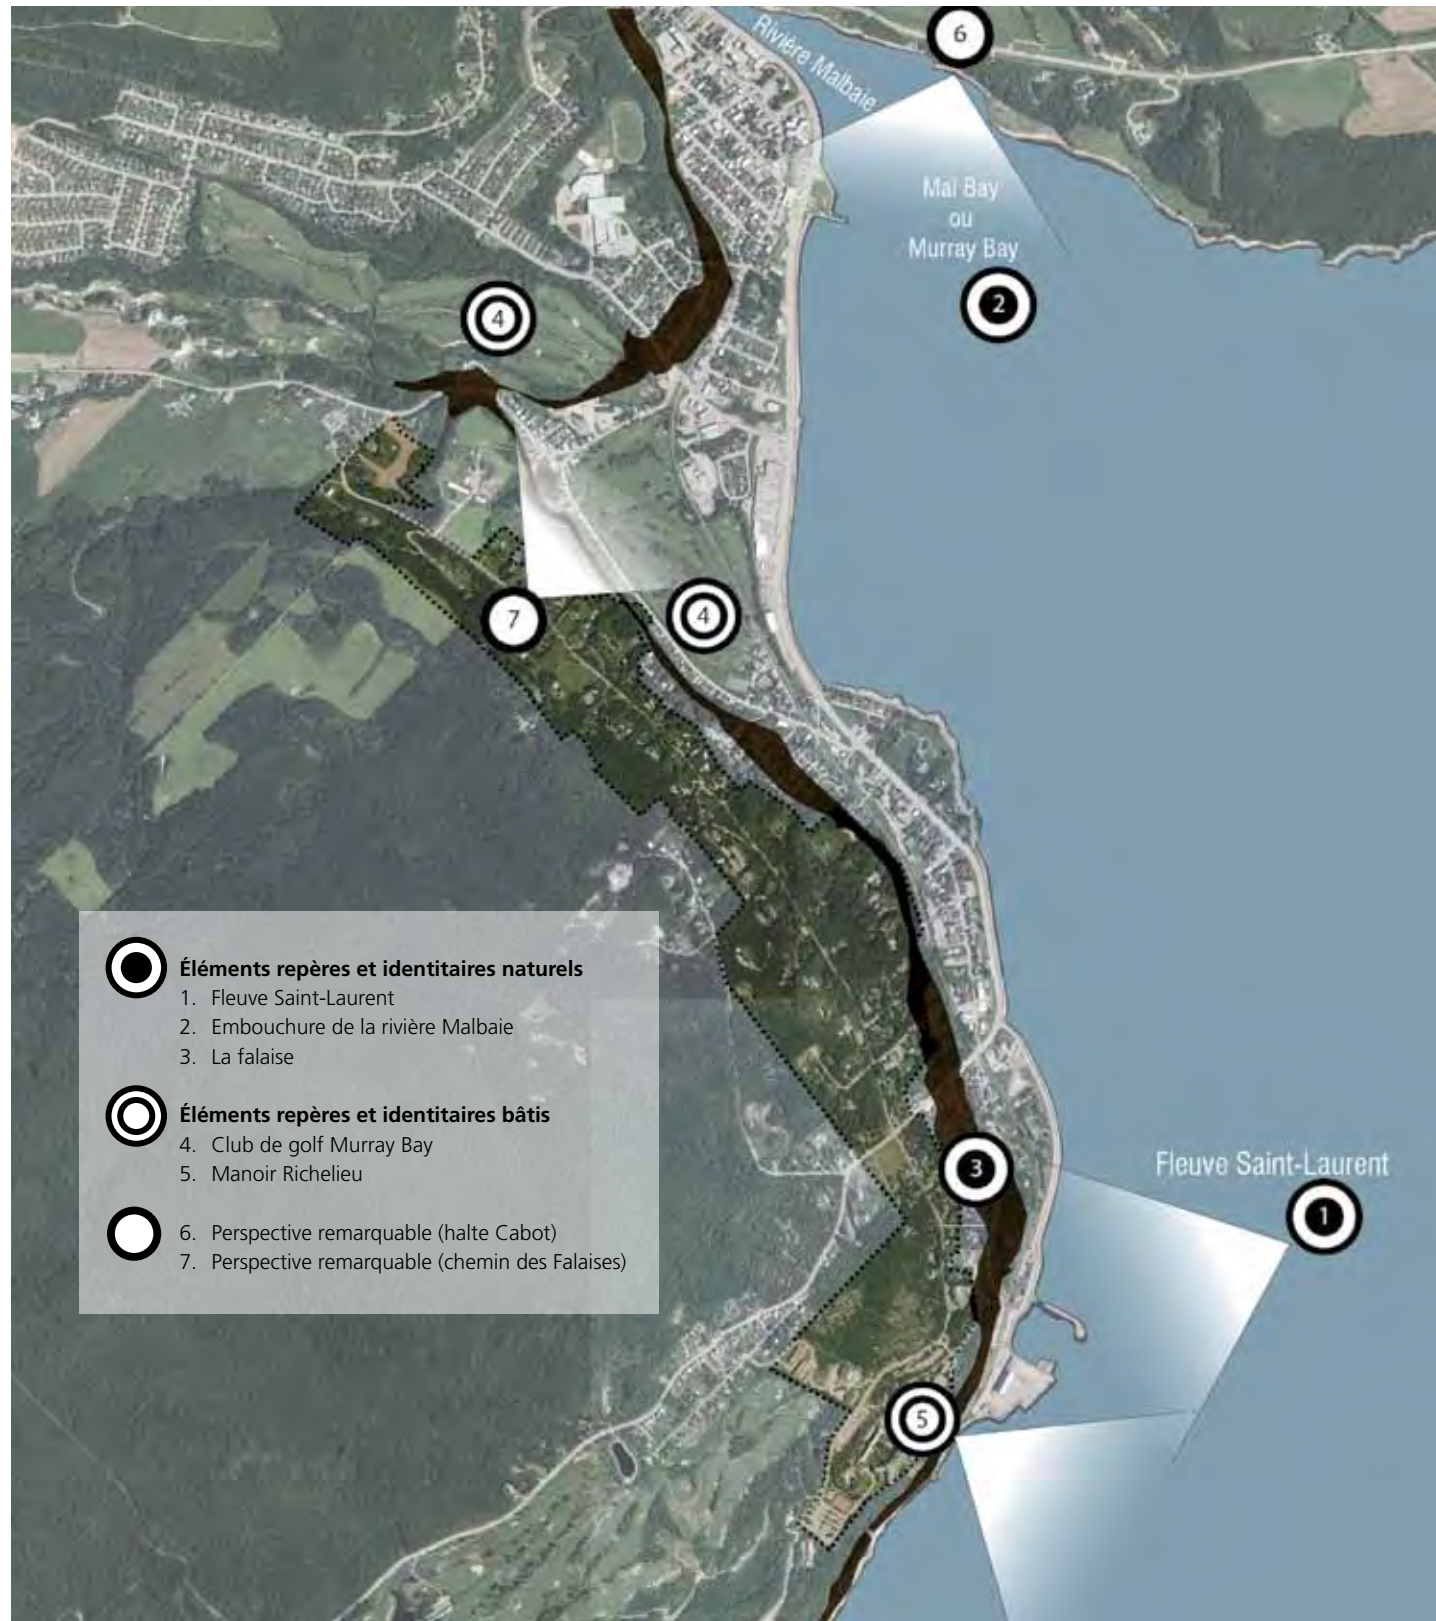 Rivière Malbaie
6
Mal Bay
ou
Murray Bay
2
4
7
4
Éléments repères et identitaires naturels
1. Fleuve Saint-Laurent
2. Embouchure de la rivière Malbaie
3. La falaise
Éléments repères et identitaires bâtis
4. Club de golf Murray Bay
5. Manoir Richelieu
6. Perspective remarquable (halte Cabot)
7. Perspective remarquable (chemin des Falaises)
3
Fleuve Saint-Laurent
1
5